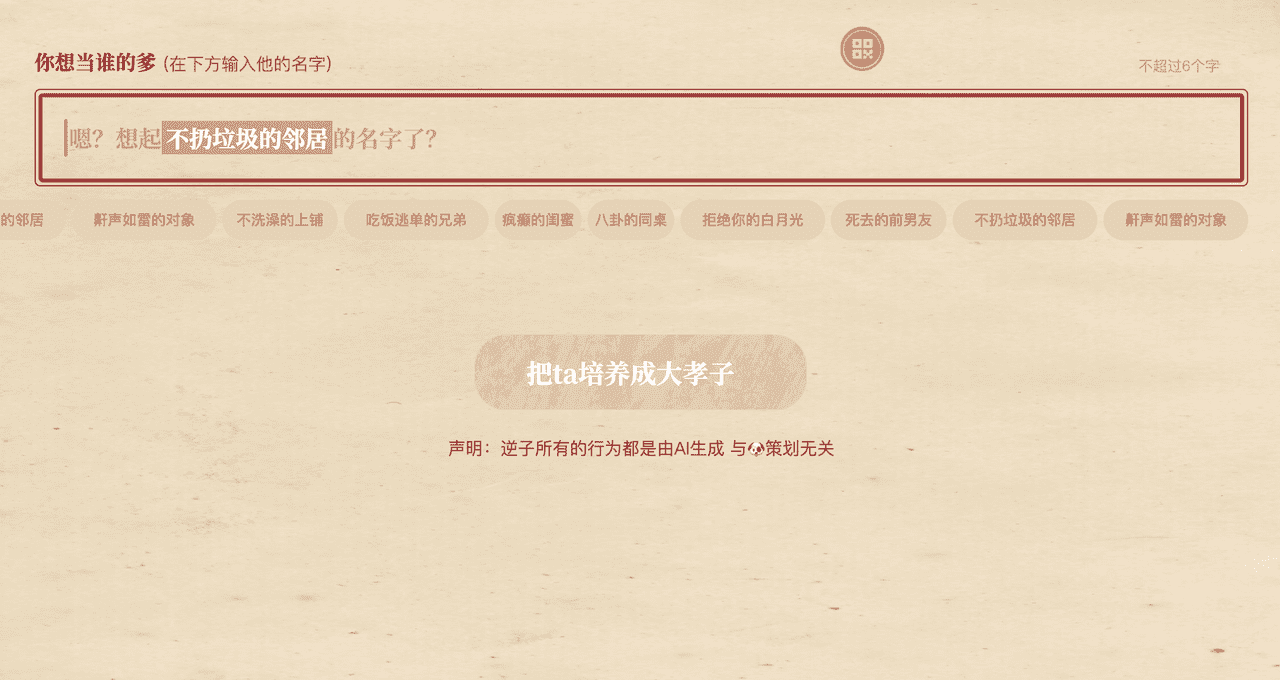 你想当谁的爹 (在下方输入他的名字)
不超过6个字
嗯？想起 不扔垃圾的邻居 的名字了？
的邻居 鼾声如雷的对象 不洗澡的上铺 吃饭逃单的兄弟 疯癫的闺蜜 八卦的同桌 拒绝你的白月光 死去的前男友 不扔垃圾的邻居 鼾声如雷的对象
把ta培养成大孝子
声明：逆子所有的行为都是由AI生成 与🐶策划无关